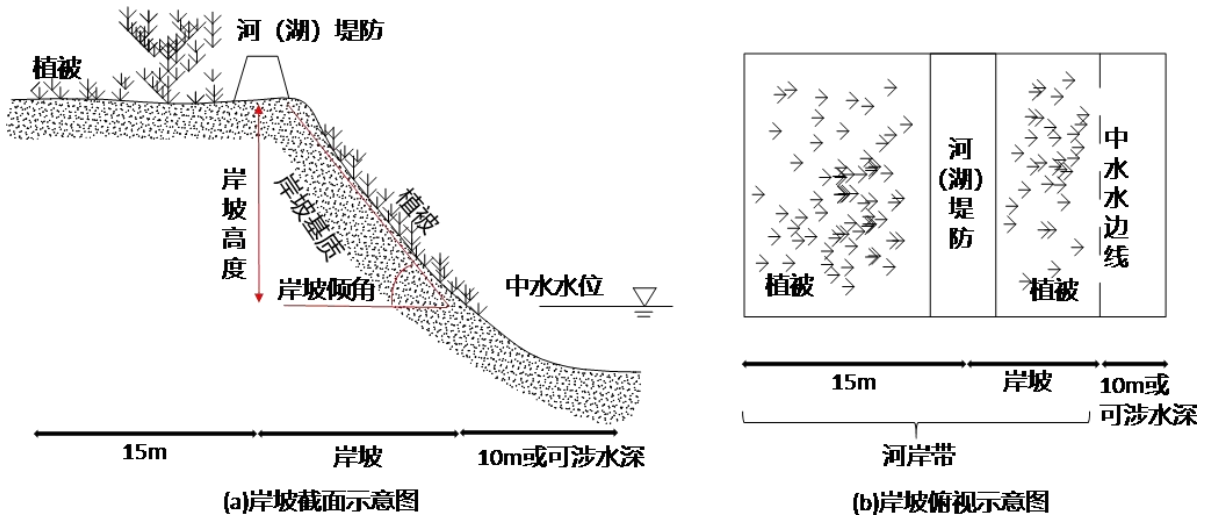 河（湖）堤防
植被
岸坡高度
岸坡基质
植被
岸坡倾角
中水水位
15m
岸坡
10m或可涉水深
(a)岸坡截面示意图
河（湖）堤防
中水水边线
植被
植被
15m
岸坡
10m或
可涉水深
河岸带
(b)岸坡俯视示意图